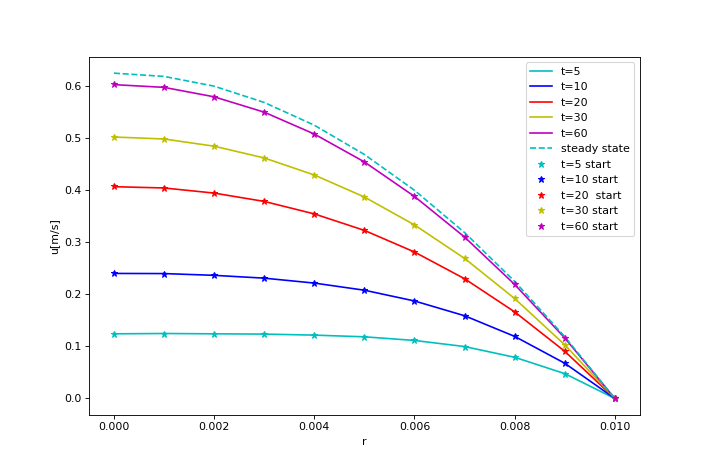 0.6
0.5
0.4
0.3
0.2
0.1
0.0
u[m/s]
t=5
t=10
t=20
t=30
t=60
steady state
t=5 start
t=10 start
t=20  start
t=30 start
t=60 start
0.000
0.002
0.004
0.006
0.008
0.010
r